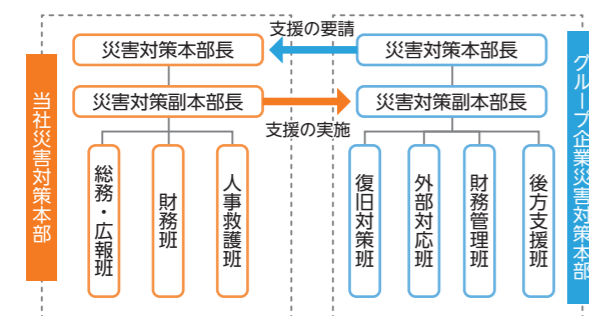 支援の要請
災害対策本部長
災害対策本部長
災害対策副本部長
災害対策副本部長
支援の実施
当社災害対策本部
総務・広報班
財務班
人事救護班
復旧対策班
外部対応班
財務管理班
後方支援班
グループ企業災害対策本部